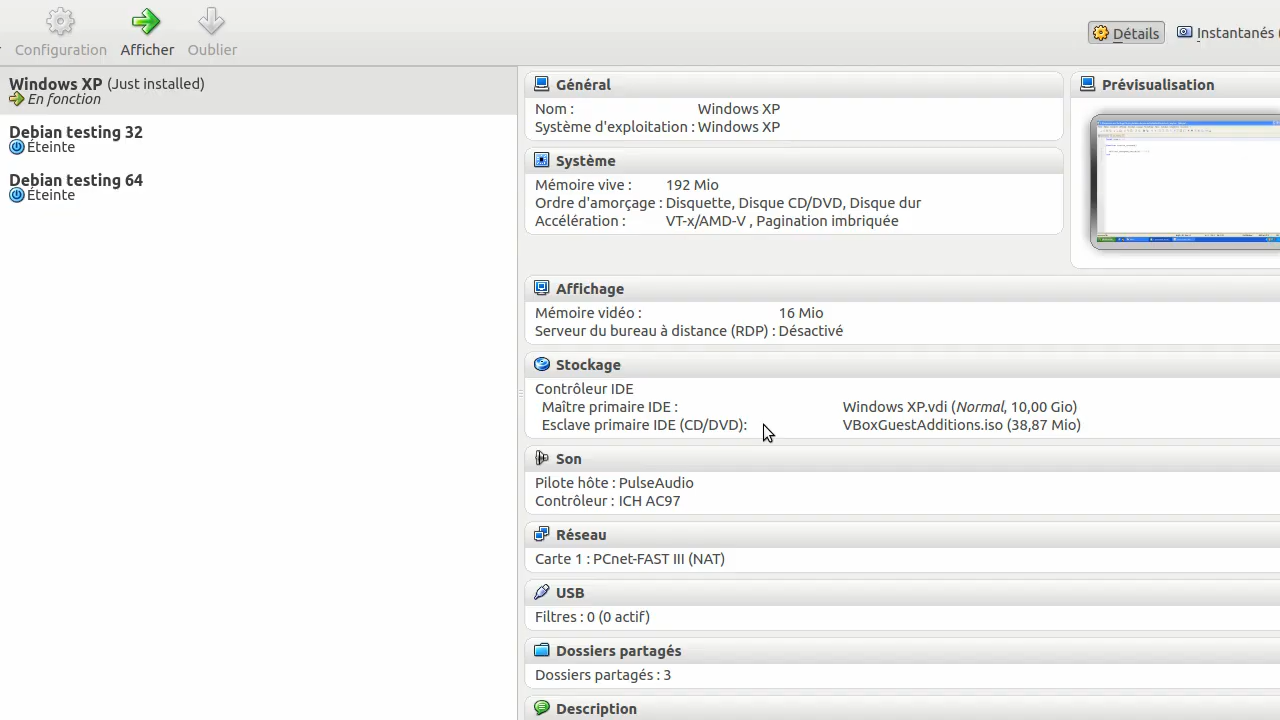 Configuration
Afficher
Oublier
Détails
Instantanés (
Windows XP (Just installed)
En fonction
Debian testing 32
Éteinte
Debian testing 64
Éteinte
Général
Nom : Windows XP
Système d'exploitation : Windows XP
Système
Mémoire vive : 192 Mio
Ordre d'amorçage : Disquette, Disque CD/DVD, Disque dur
Accélération : VT-x/AMD-V , Pagination imbriquée
Prévisualisation
Affichage
Mémoire vidéo : 16 Mio
Serveur du bureau à distance (RDP) : Désactivé
Stockage
Contrôleur IDE
Maître primaire IDE : Windows XP.vdi (Normal, 10,00 Gio)
Esclave primaire IDE (CD/DVD): VBoxGuestAdditions.iso (38,87 Mio)
Son
Pilote hôte : PulseAudio
Contrôleur : ICH AC97
Réseau
Carte 1 : PCnet-FAST III (NAT)
USB
Filtres : 0 (0 actif)
Dossiers partagés
Dossiers partagés : 3
Description